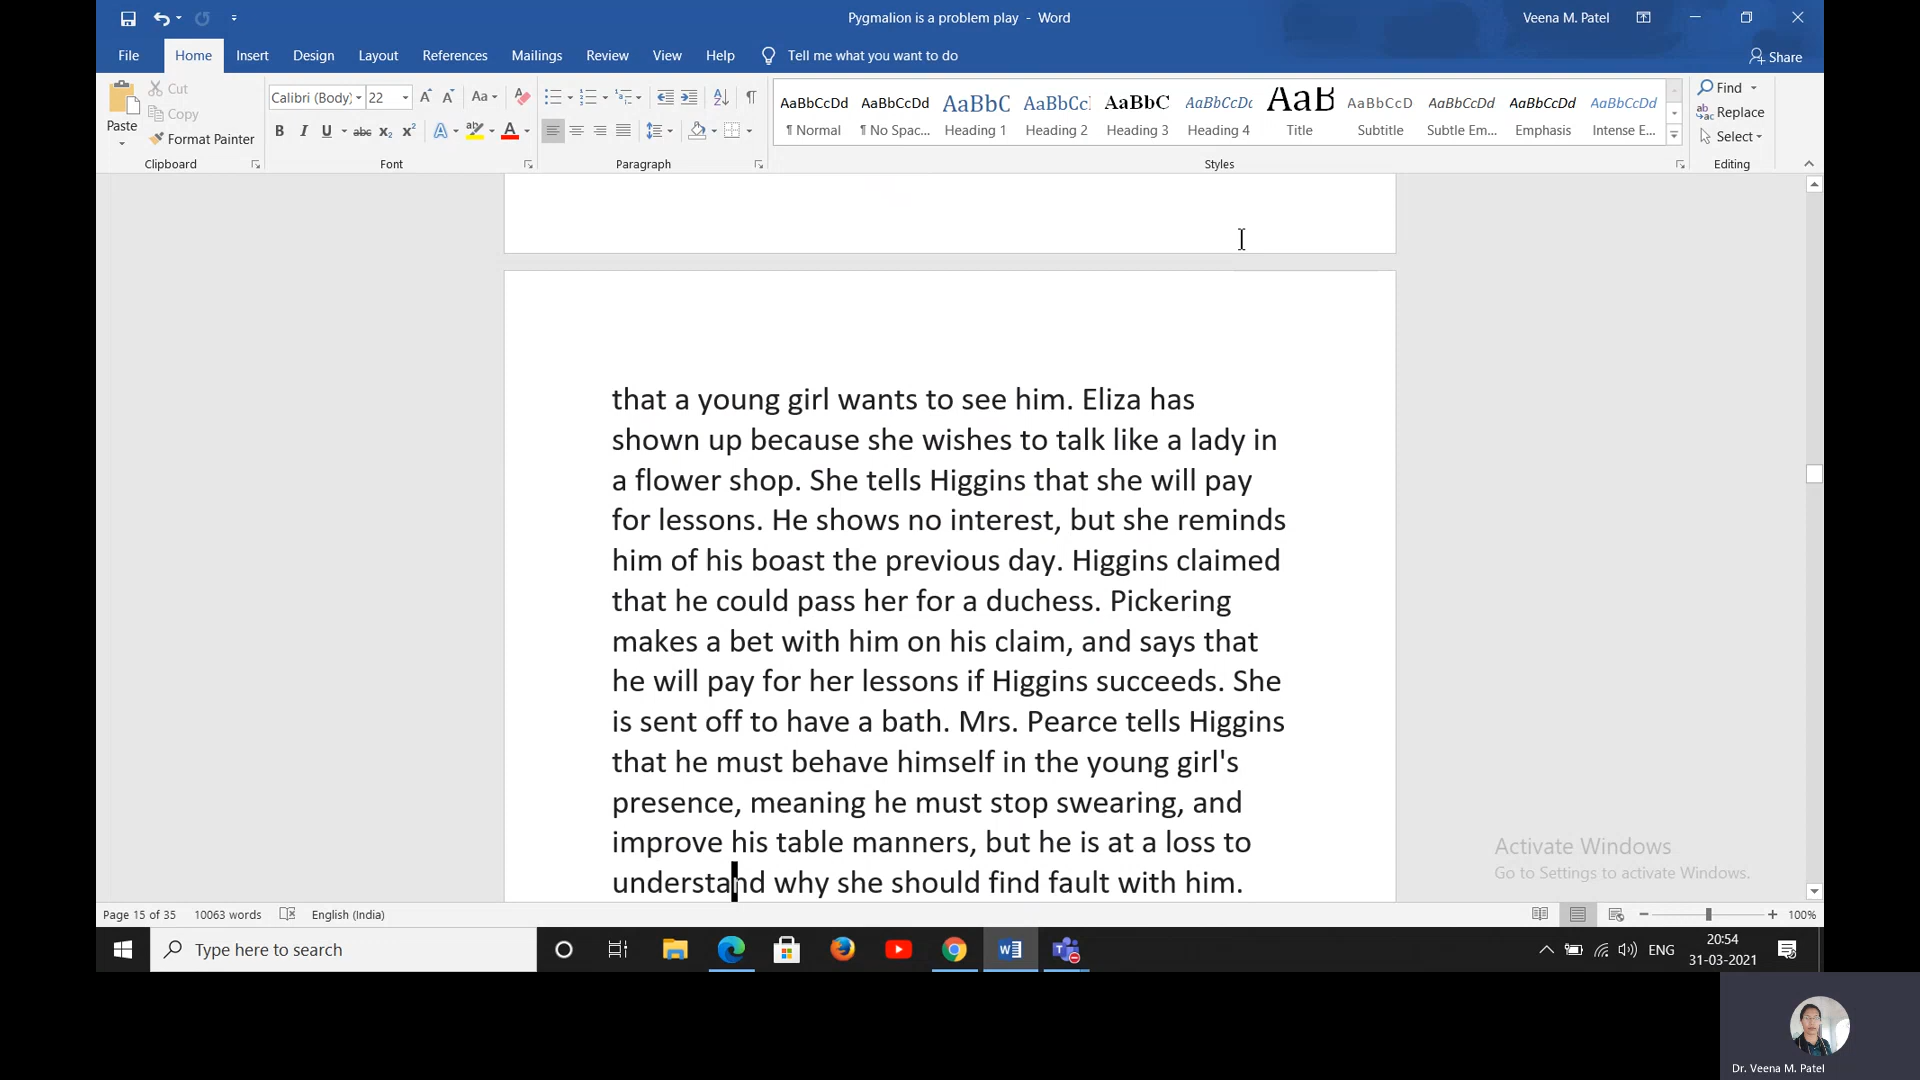 Pygmalion is a problem play - Word
Veena M. Patel
File Home Insert Design Layout References Mailings Review View Help Tell me what you want to do
Share
Paste
Cut
Copy
Format Painter
Clipboard
Calibri (Body) 22
Font
Paragraph
AaBbCcDd AaBbCcDd AaBbC AaBbCc AaBbC AaBbCcDc AaB AaBbCcD AaBbCcDd AaBbCcDd AaBbCcDd
¶ Normal ¶ No Spac... Heading 1 Heading 2 Heading 3 Heading 4 Title Subtitle Subtle Em... Emphasis Intense E...
Styles
Find
Replace
Select
Editing
that a young girl wants to see him. Eliza has
shown up because she wishes to talk like a lady in
a flower shop. She tells Higgins that she will pay
for lessons. He shows no interest, but she reminds
him of his boast the previous day. Higgins claimed
that he could pass her for a duchess. Pickering
makes a bet with him on his claim, and says that
he will pay for her lessons if Higgins succeeds. She
is sent off to have a bath. Mrs. Pearce tells Higgins
that he must behave himself in the young girl's
presence, meaning he must stop swearing, and
improve his table manners, but he is at a loss to
understand why she should find fault with him.
Activate Windows
Go to Settings to activate Windows.
Page 15 of 35 10063 words English (India)
100%
Type here to search
ENG
20:54
31-03-2021
Dr. Veena M. Patel